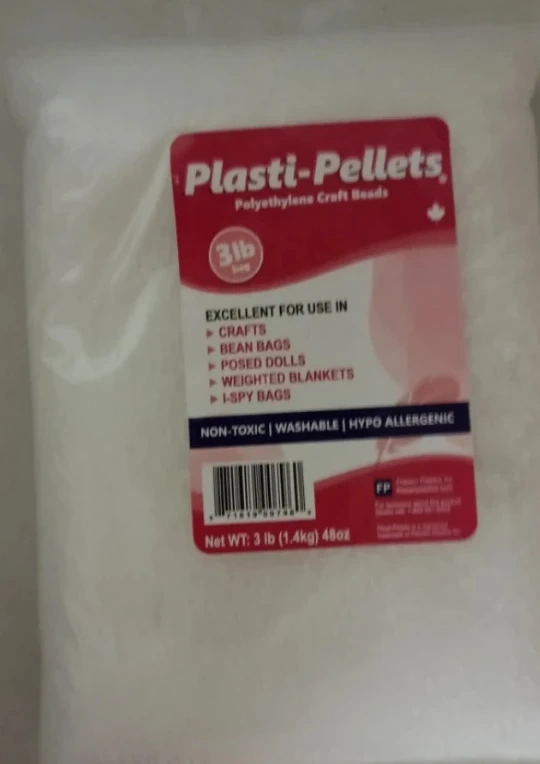 Plasti-Pellets
Polyethylene Craft Beads
3lb
bag
EXCELLENT FOR USE IN
▶ CRAFTS
▶ BEAN BAGS
▶ POSED DOLLS
▶ WEIGHTED BLANKETS
▶ I-SPY BAGS
NON-TOXIC | WASHABLE | HYPO ALLERGENIC
FP
Net WT: 3 lb (1.4kg) 48oz